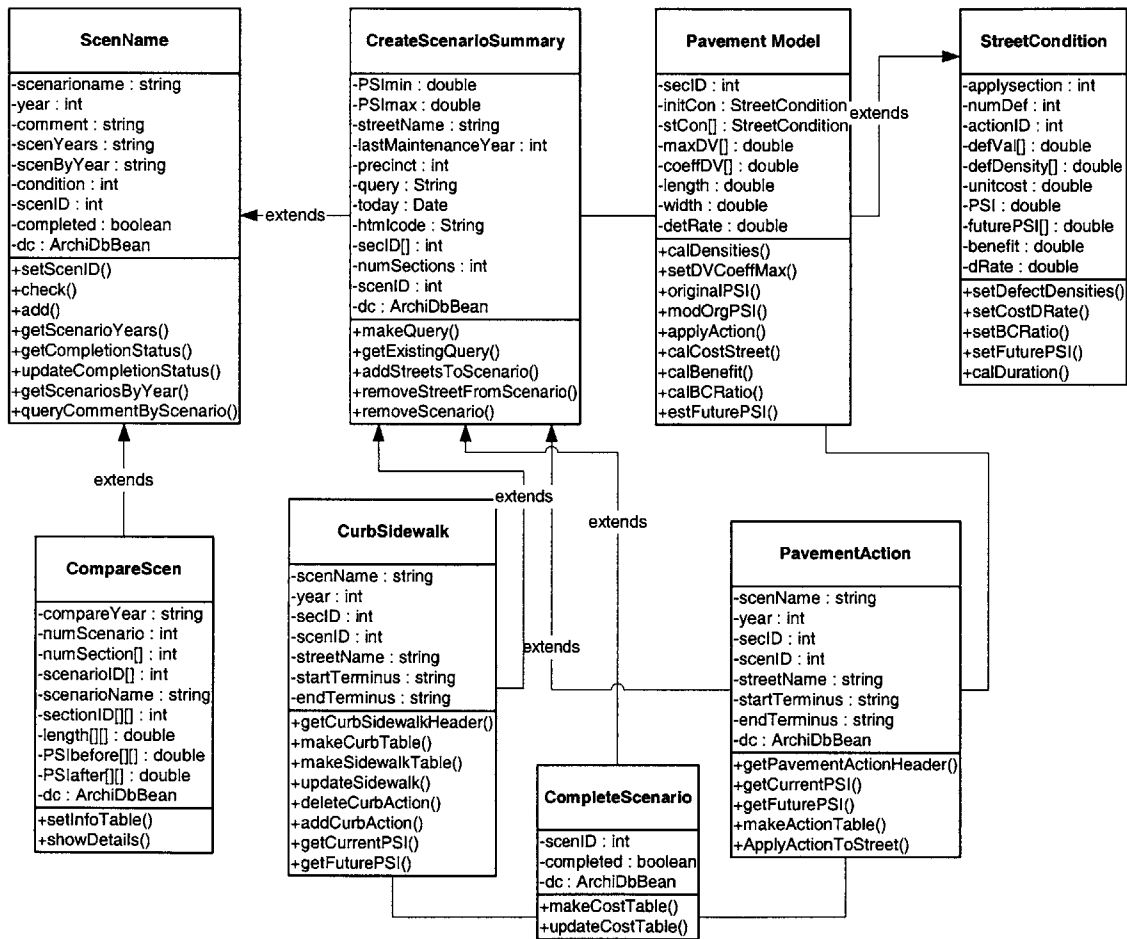 ScenName
-scenarioname : string
-year : int
-comment : string
-scenYears : string
-scenByYear : string
-condition : int
-scenID : int
-completed : boolean
-dc : ArchiDbBean
+setScenID()
+check()
+add()
+getScenarioYears()
+getCompletionStatus()
+updateCompletionStatus()
+getScenariosByYear()
+queryCommentByScenario()
extends
CreateScenarioSummary
-PSImin : double
-PSImax : double
-streetName : string
-lastMaintenanceYear : int
-precinct : int
-query : String
-today : Date
-htmlcode : String
-secID[] : int
-numSections : int
-scenID : int
-dc : ArchiDbBean
+makeQuery()
+getExistingQuery()
+addStreetsToScenario()
+removeStreetFromScenario()
+removeScenario()
Pavement Model
-secID : int
-initCon : StreetCondition
-stCon[] : StreetCondition
-maxDV[] : double
-coeffDV[] : double
-length : double
-width : double
-detRate : double
+calDensities()
+setDVCoeffMax()
+originalPSI()
+modOrgPSI()
+applyAction()
+calCostStreet()
+calBenefit()
+calBCRatio()
+estFuturePSI()
extends
StreetCondition
-applysection : int
-numDef : int
-actionID : int
-defVal[] : double
-defDensity[] : double
-unitcost : double
-PSI : double
-futurePSI[] : double
-benefit : double
-dRate : double
+setDefectDensities()
+setCostDRate()
+setBCRatio()
+setFuturePSI()
+calDuration()
extends
extends
extends
extends
CompareScen
-compareYear : string
-numScenario : int
-numSection[] : int
-scenarioID[] : int
-scenarioName : string
-sectionID[][] : int
-length[][] : double
-PSIbefore[][] : double
-PSIafter[][] : double
-dc : ArchiDbBean
+setInfoTable()
+showDetails()
CurbSidewalk
-scenName : string
-year : int
-secID : int
-scenID : int
-streetName : string
-startTerminus : string
-endTerminus : string
+getCurbSidewalkHeader()
+makeCurbTable()
+makeSidewalkTable()
+updateSidewalk()
+deleteCurbAction()
+addCurbAction()
+getCurrentPSI()
+getFuturePSI()
CompleteScenario
-scenID : int
-completed : boolean
-dc : ArchiDbBean
+makeCostTable()
+updateCostTable()
PavementAction
-scenName : string
-year : int
-secID : int
-scenID : int
-streetName : string
-startTerminus : string
-endTerminus : string
-dc : ArchiDbBean
+getPavementActionHeader()
+getCurrentPSI()
+getFuturePSI()
+makeActionTable()
+ApplyActionToStreet()